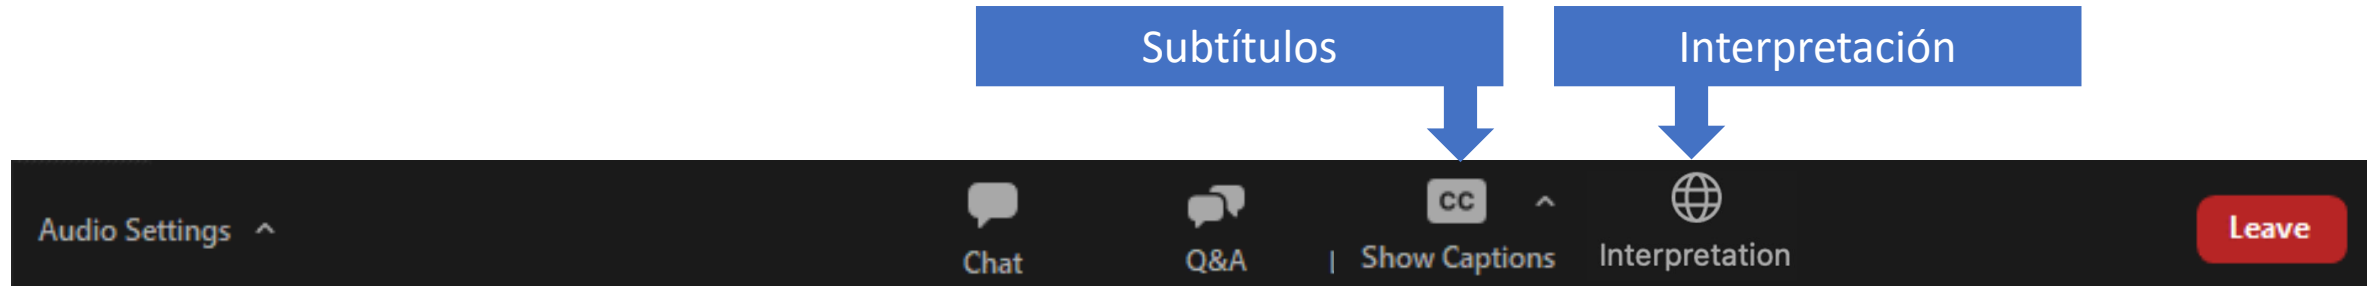 Subtítulos
Interpretación
Audio Settings
Chat
Q&A
CC
Show Captions
Interpretation
Leave